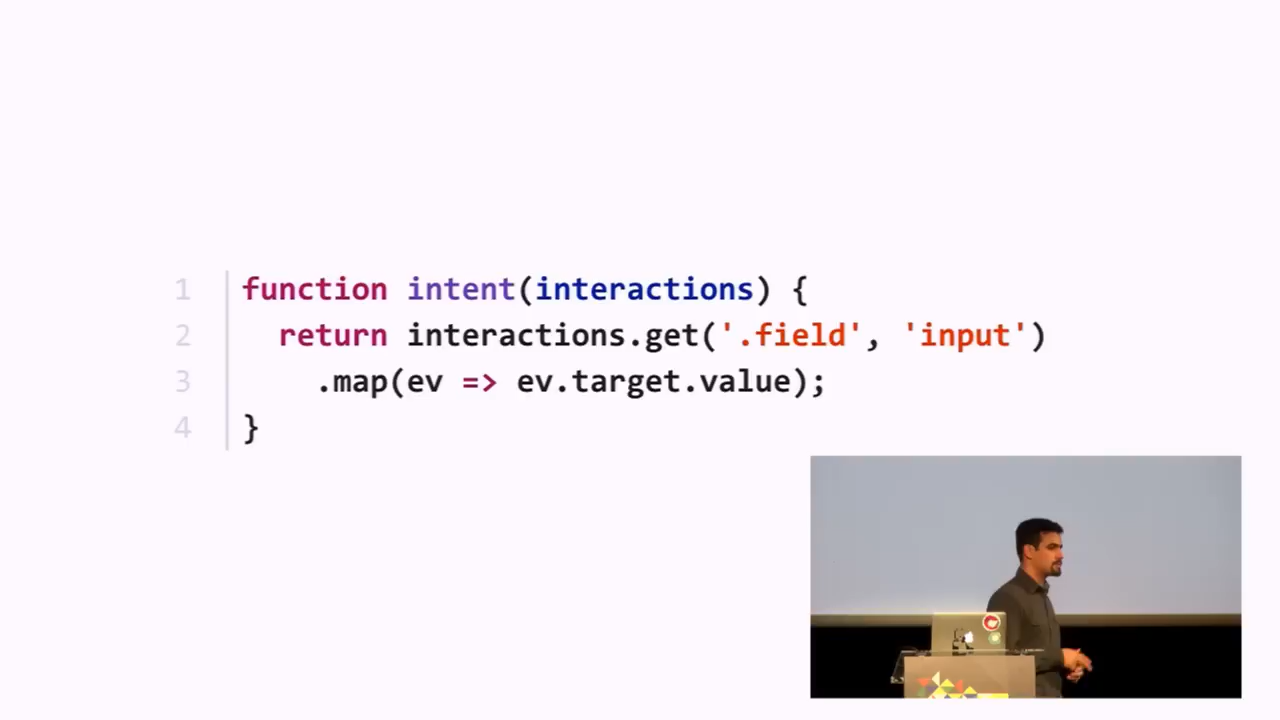 1 function intent(interactions) {
2 return interactions.get('.field', 'input')
3 .map(ev => ev.target.value);
4 }